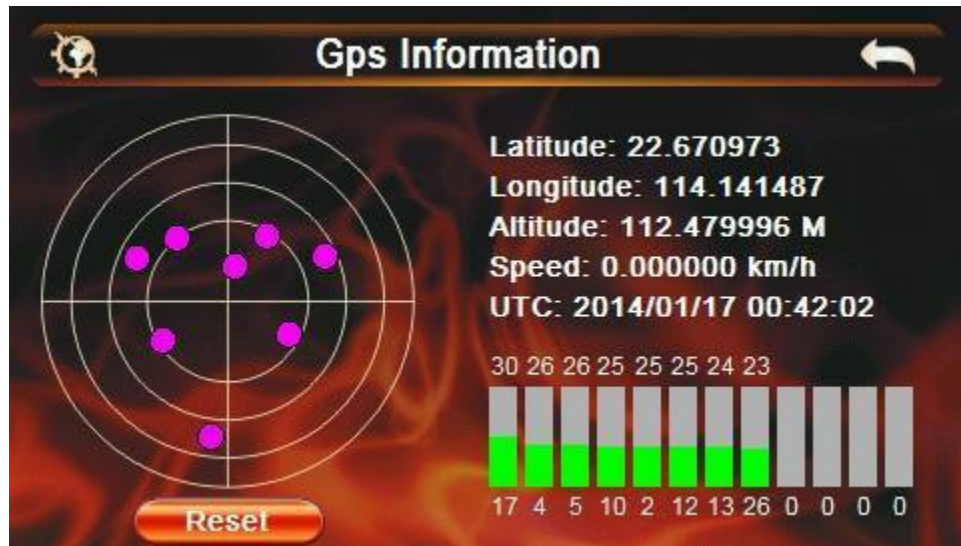 Gps Information
Latitude: 22.670973
Longitude: 114.141487
Altitude: 112.479996 M
Speed: 0.000000 km/h
UTC: 2014/01/17 00:42:02
30 26 26 25 25 25 24 23
17 4 5 10 2 12 13 26 0 0 0 0
Reset